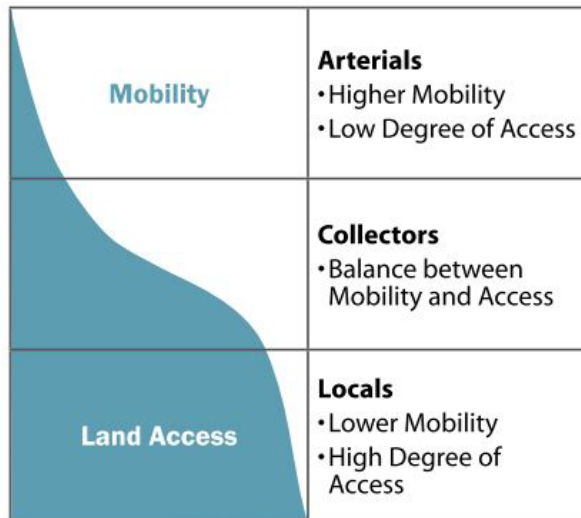 Mobility
Arterials
•Higher Mobility
•Low Degree of Access
Collectors
•Balance between
Mobility and Access
Land Access
Locals
•Lower Mobility
•High Degree of
Access